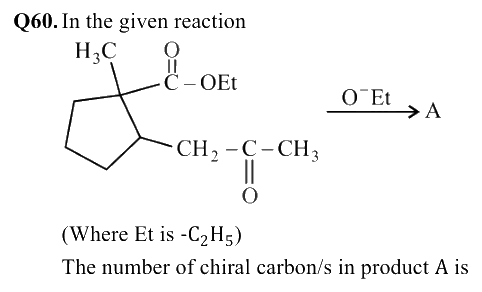 Q60. In the given reaction
H₃C O
C – OEt
O⁻Et
A
CH₂ – C – CH₃
O
(Where Et is -C₂H₅)
The number of chiral carbon/s in product A is